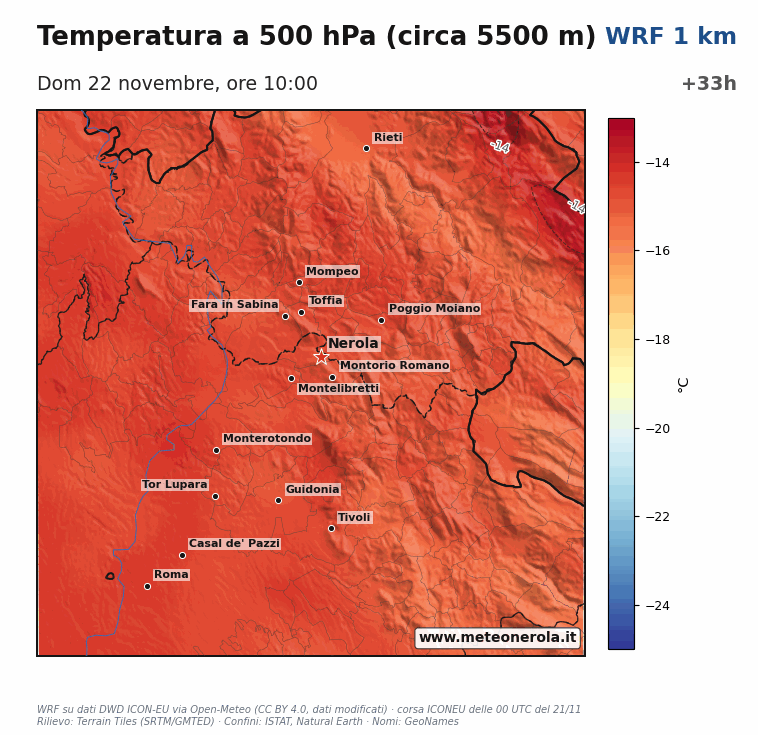 Temperatura a 500 hPa (circa 5500 m) WRF 1 km
Dom 22 novembre, ore 10:00 +33h
Rieti
-14
-14
Mompeo
Fara in Sabina
Toffia
Poggio Moiano
Nerola
Montorio Romano
Montelibretti
Monterotondo
Tor Lupara
Guidonia
Tivoli
Casal de' Pazzi
Roma
www.meteonerola.it
−14
−16
−18
−20
−22
−24
°C
WRF su dati DWD ICON-EU via Open-Meteo (CC BY 4.0, dati modificati) · corsa ICONEU delle 00 UTC del 21/11
Rilievo: Terrain Tiles (SRTM/GMTED) · Confini: ISTAT, Natural Earth · Nomi: GeoNames